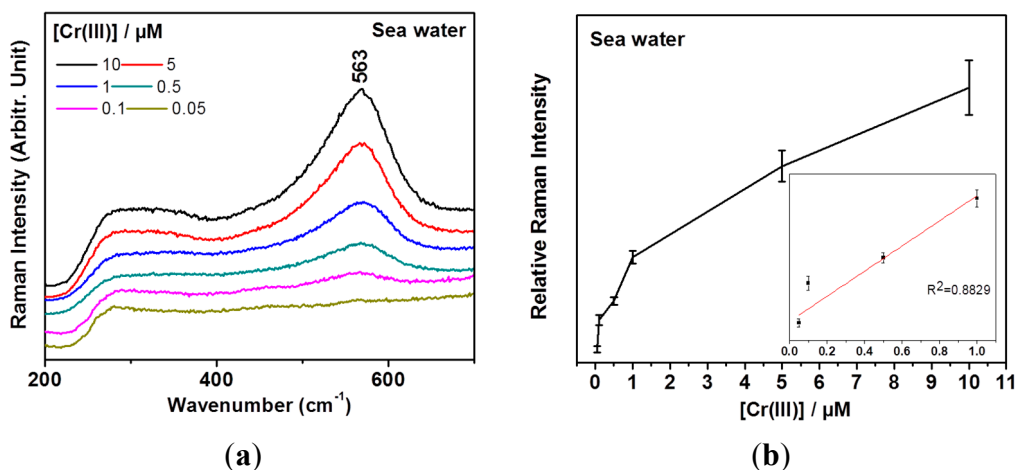 [Cr(III)] / µM
Sea water
10 5
1 0.5
0.1 0.05
563
Raman Intensity (Arbitr. Unit)
200 400 600
Wavenumber (cm-1)
(a)
Sea water
Relative Raman Intensity
R2=0.8829
0.0 0.2 0.4 0.6 0.8 1.0
0 1 2 3 4 5 6 7 8 9 10 11
[Cr(III)] / µM
(b)